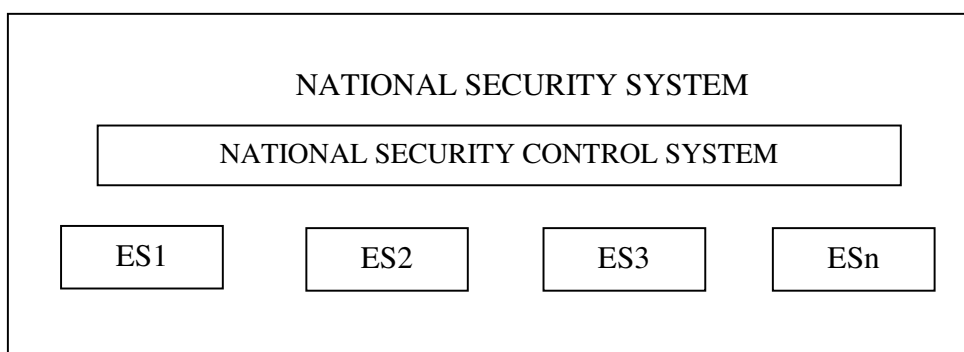 NATIONAL SECURITY SYSTEM
NATIONAL SECURITY CONTROL SYSTEM
ES1 ES2 ES3 ESn